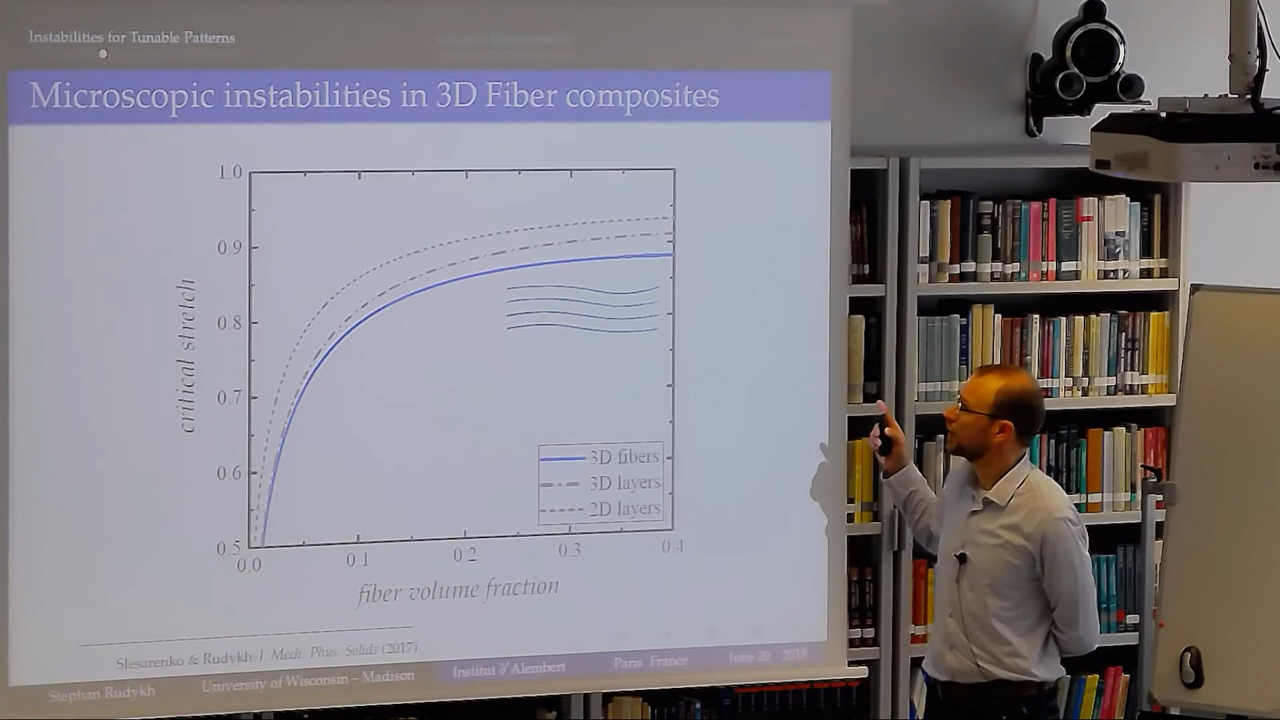 Instabilities for Tunable Patterns
Microscopic instabilities in 3D Fiber composites
1.0
0.9
0.8
0.7
0.6
0.5
critical stretch
0.0 0.1 0.2 0.3 0.4
fiber volume fraction
3D fibers
3D layers
2D layers
Slesarenko & Rudykh, J. Mech. Phys. Solids (2017)
Stephan Rudykh University of Wisconsin – Madison Institut ∂'Alembert Paris France June 20 2019